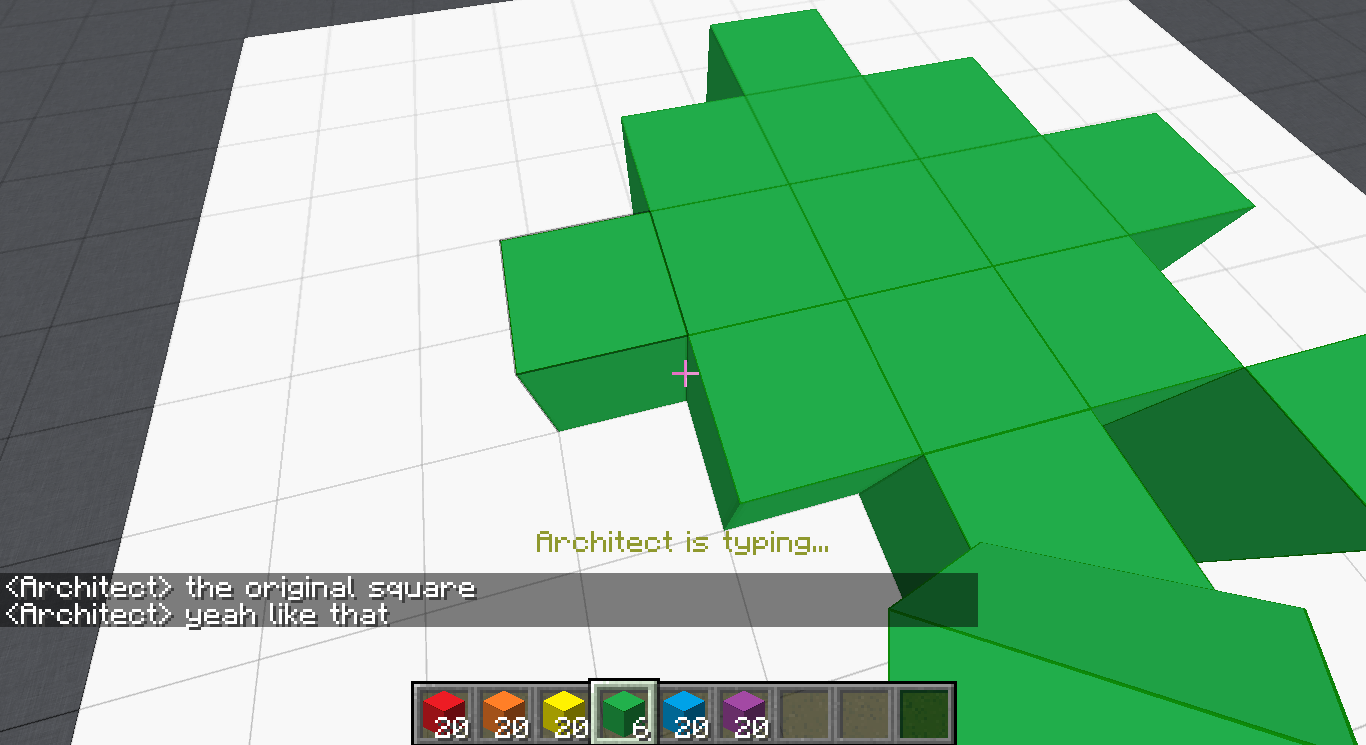 Architect is typing...
<Architect> the original square
<Architect> yeah like that
20 20 20 6 20 20